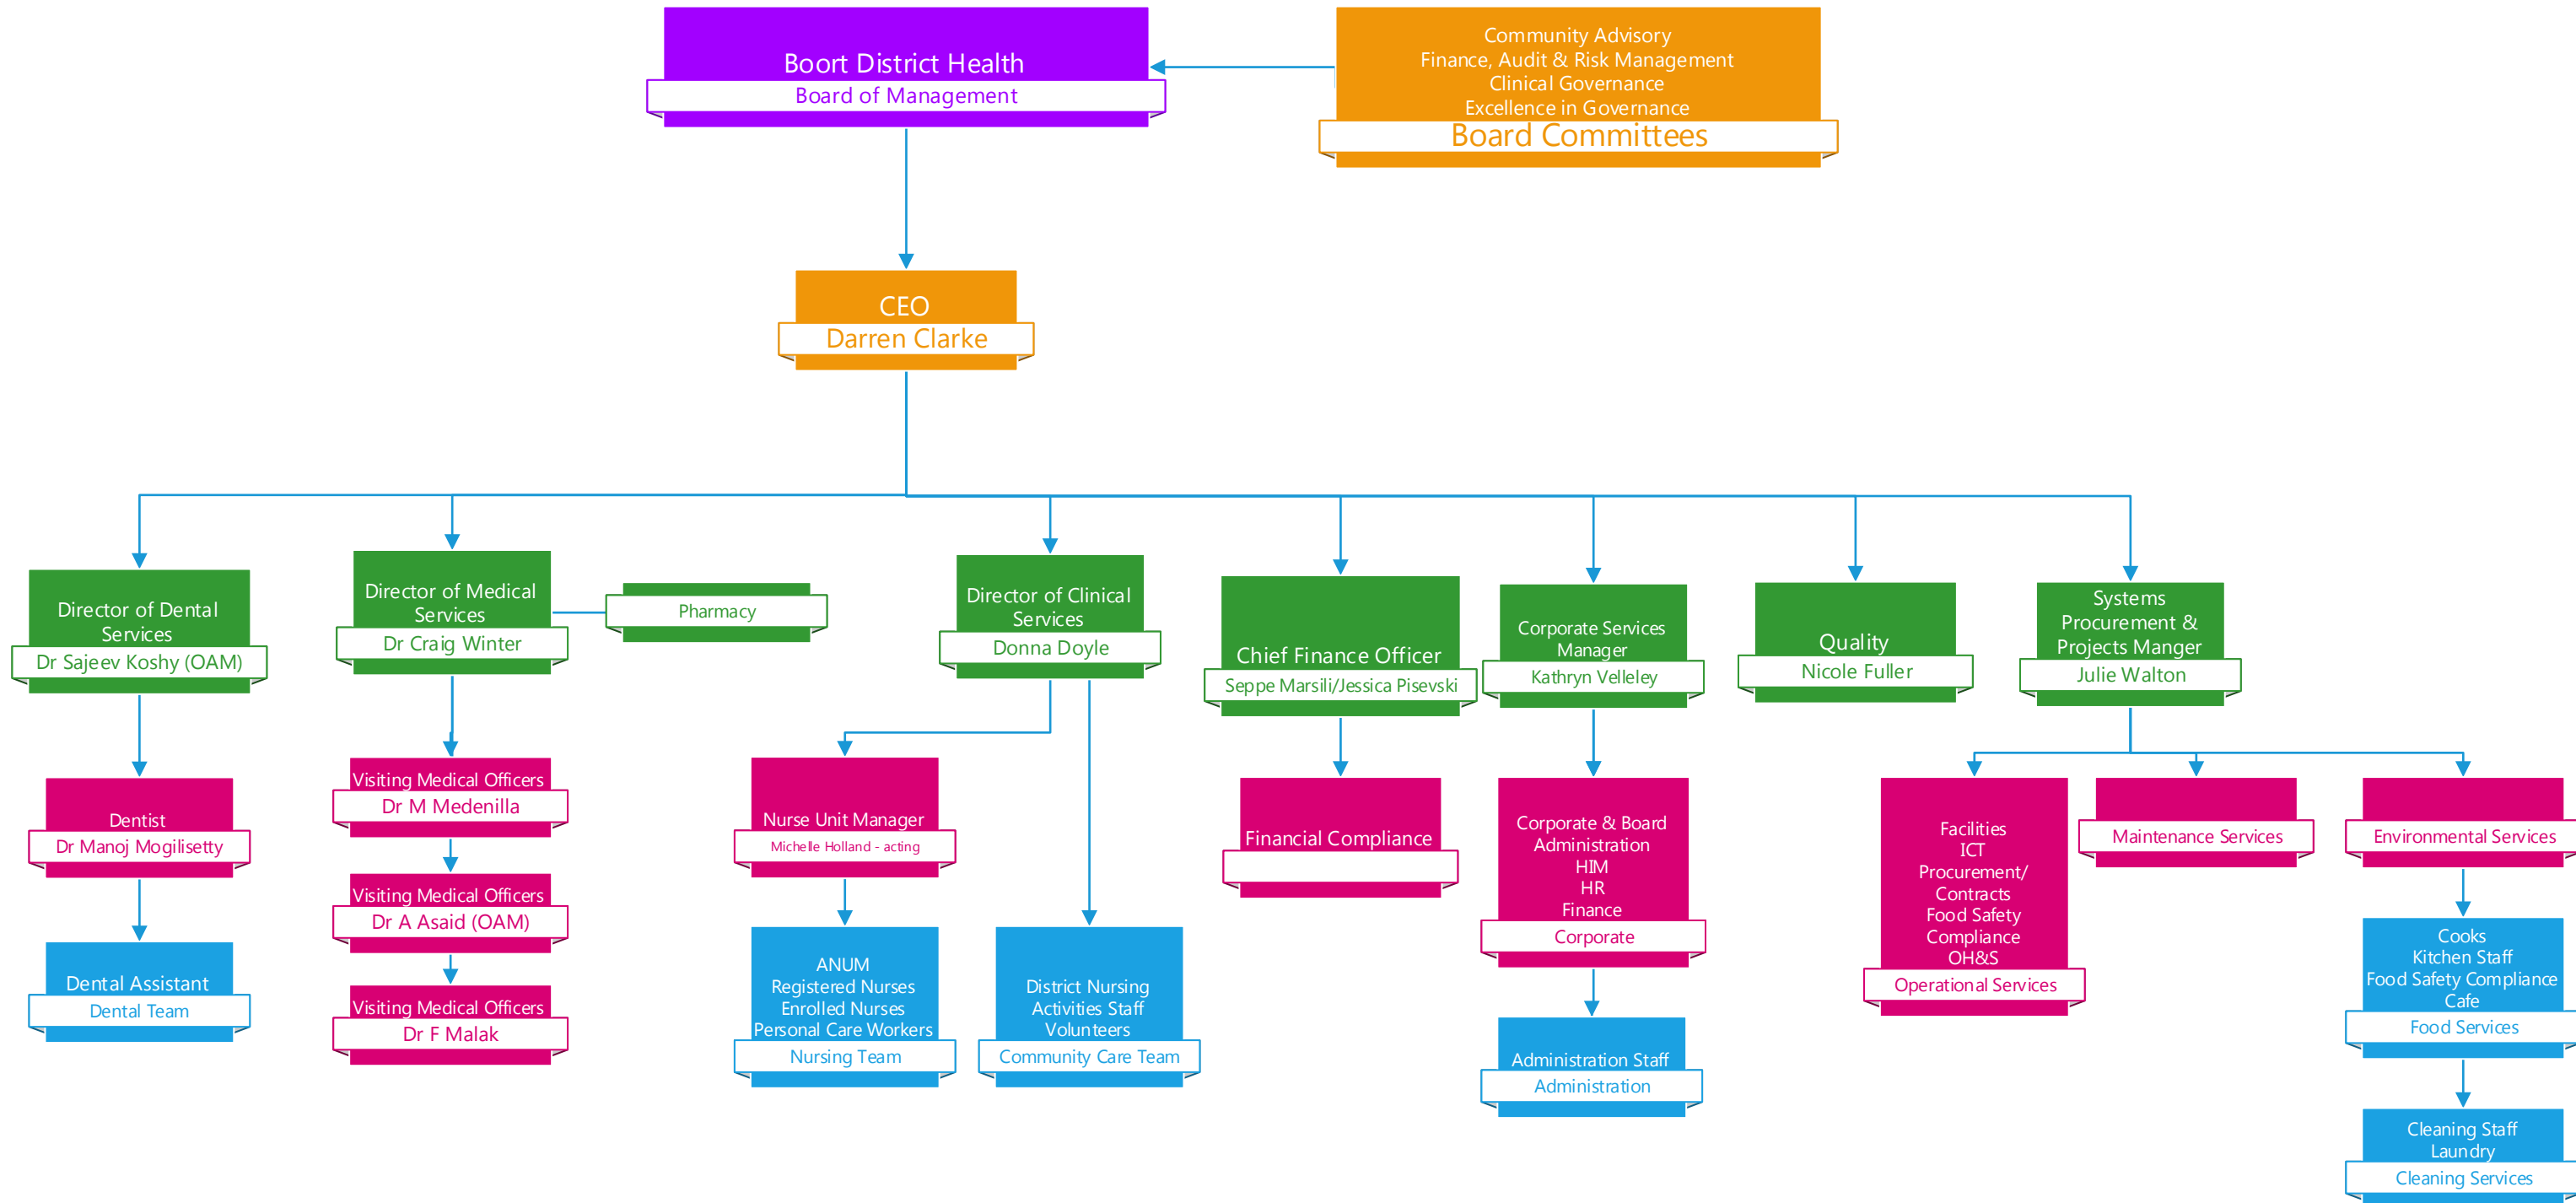 Boort District Health
Board of Management
Community Advisory
Finance, Audit & Risk Management
Clinical Governance
Excellence in Governance
Board Committees
CEO
Darren Clarke
Director of Dental
Services
Dr Sajeev Koshy (OAM)
Director of Medical
Services
Dr Craig Winter
Pharmacy
Director of Clinical
Services
Donna Doyle
Chief Finance Officer
Seppe Marsili/Jessica Pisevski
Corporate Services
Manager
Kathryn Velleley
Quality
Nicole Fuller
Systems
Procurement &
Projects Manger
Julie Walton
Dentist
Dr Manoj Mogilisetty
Visiting Medical Officers
Dr M Medenilla
Visiting Medical Officers
Dr A Asaid (OAM)
Visiting Medical Officers
Dr F Malak
Nurse Unit Manager
Michelle Holland - acting
Financial Compliance
Corporate & Board
Administration
HIM
HR
Finance
Corporate
Facilities
ICT
Procurement/
Contracts
Food Safety
Compliance
OH&S
Operational Services
Maintenance Services
Environmental Services
Dental Assistant
Dental Team
ANUM
Registered Nurses
Enrolled Nurses
Personal Care Workers
Nursing Team
District Nursing
Activities Staff
Volunteers
Community Care Team
Administration Staff
Administration
Cooks
Kitchen Staff
Food Safety Compliance
Cafe
Food Services
Cleaning Staff
Laundry
Cleaning Services